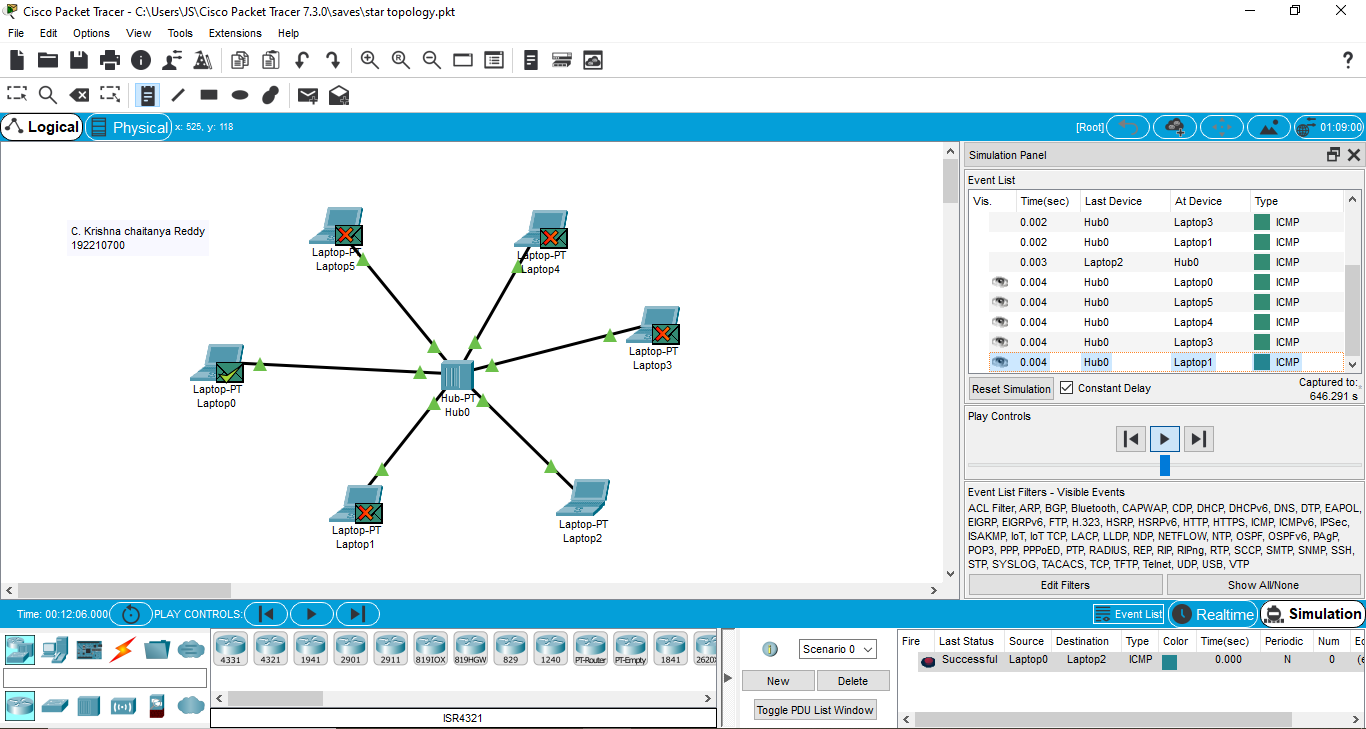 Cisco Packet Tracer - C:\Users\JS\Cisco Packet Tracer 7.3.0\saves\star topology.pkt
File Edit Options View Tools Extensions Help
Logical Physical x: 525, y: 118 [Root] 01:09:00
C. Krishna chaitanya Reddy
192210700
Laptop-PT
Laptop5
Laptop-PT
Laptop4
Laptop-PT
Laptop3
Laptop-PT
Laptop0
Hub-PT
Hub0
Laptop-PT
Laptop1
Laptop-PT
Laptop2
Simulation Panel
Event List
Vis. Time(sec) Last Device At Device Type
0.002 Hub0 Laptop3 ICMP
0.002 Hub0 Laptop1 ICMP
0.003 Laptop2 Hub0 ICMP
0.004 Hub0 Laptop0 ICMP
0.004 Hub0 Laptop5 ICMP
0.004 Hub0 Laptop4 ICMP
0.004 Hub0 Laptop3 ICMP
0.004 Hub0 Laptop1 ICMP
Reset Simulation Constant Delay Captured to:
646.291 s
Play Controls
Event List Filters - Visible Events
ACL Filter, ARP, BGP, Bluetooth, CAPWAP, CDP, DHCP, DHCPv6, DNS, DTP, EAPOL,
EIGRP, EIGRPv6, FTP, H.323, HSRP, HSRPv6, HTTP, HTTPS, ICMP, ICMPv6, IPSec,
ISAKMP, IoT, IoT TCP, LACP, LLDP, NDP, NETFLOW, NTP, OSPF, OSPFv6, PAgP,
POP3, PPP, PPPoED, PTP, RADIUS, REP, RIP, RIPng, RTP, SCCP, SMTP, SNMP, SSH,
STP, SYSLOG, TACACS, TCP, TFTP, Telnet, UDP, USB, VTP
Edit Filters Show All/None
Time: 00:12:06.000 PLAY CONTROLS: Event List Realtime Simulation
4331 4321 1941 2901 2911 819IOX 819HGW 829 1240 PT-Router PT-Empty 1841 2620X
ISR4321
Scenario 0
New Delete
Toggle PDU List Window
Fire Last Status Source Destination Type Color Time(sec) Periodic Num Ec
Successful Laptop0 Laptop2 ICMP 0.000 N 0 (e